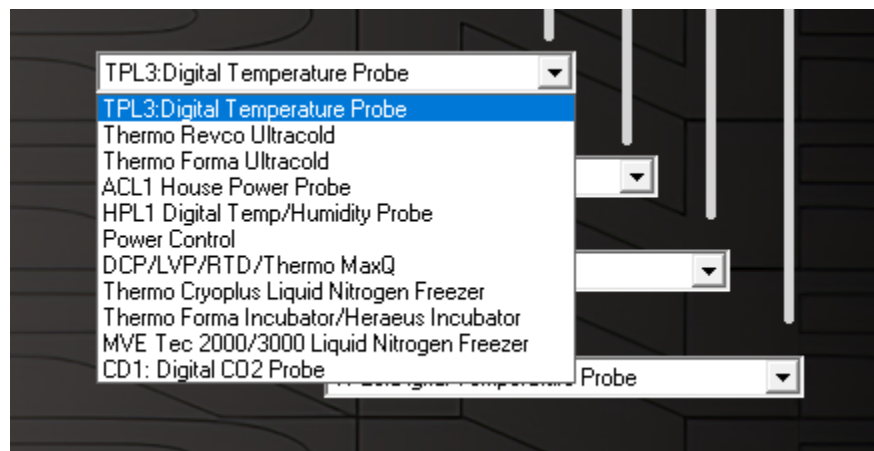 TPL3:Digital Temperature Probe
TPL3:Digital Temperature Probe
Thermo Revco Ultracold
Thermo Forma Ultracold
ACL1 House Power Probe
HPL1 Digital Temp/Humidity Probe
Power Control
DCP/LVP/RTD/Thermo MaxQ
Thermo Cryoplus Liquid Nitrogen Freezer
Thermo Forma Incubator/Heraeus Incubator
MVE Tec 2000/3000 Liquid Nitrogen Freezer
CD1: Digital CO2 Probe
Probe